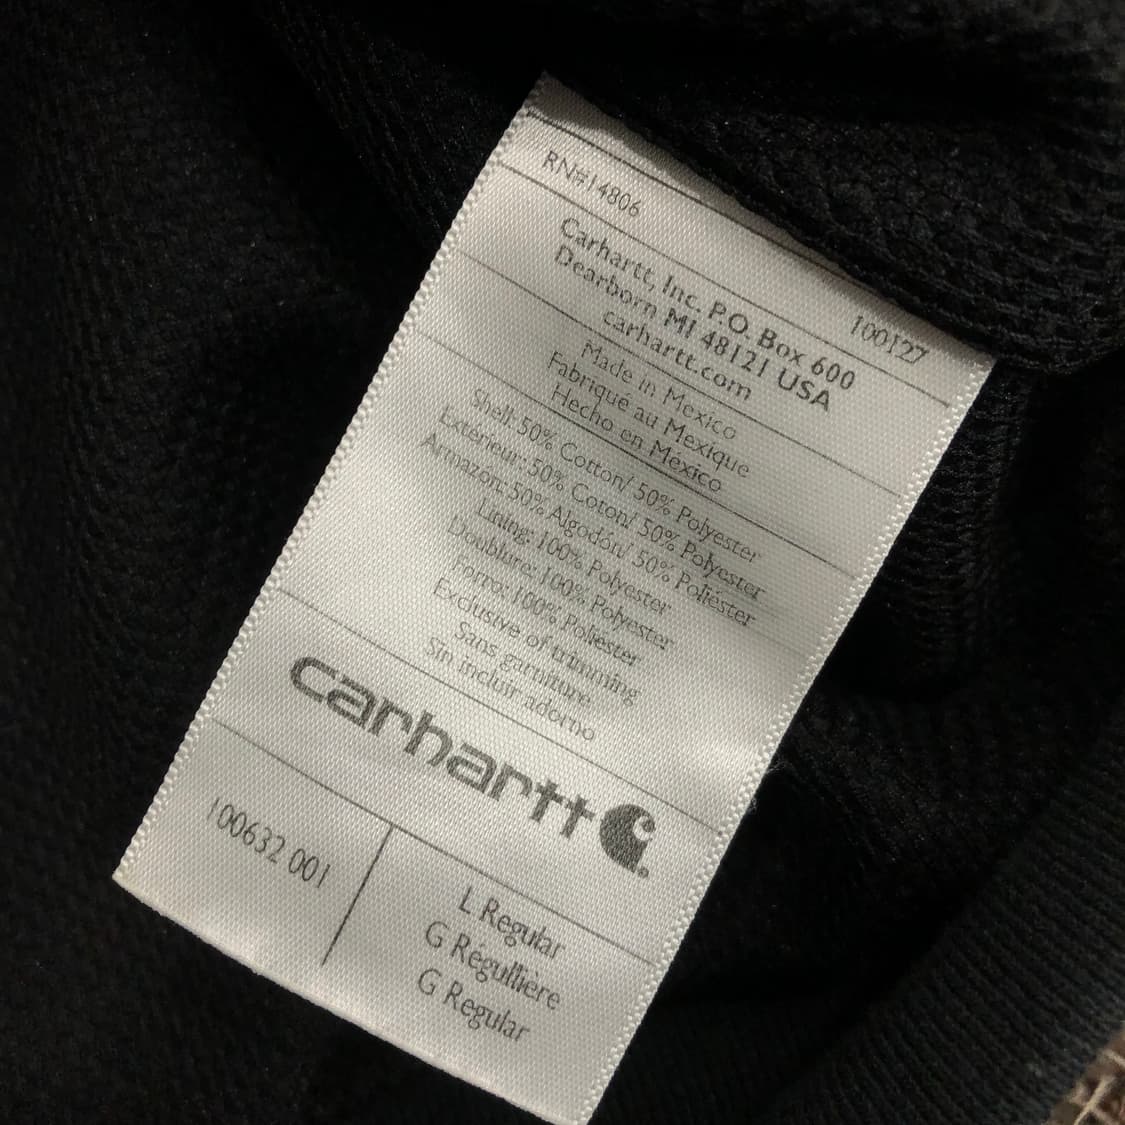 RN#14806 100127
Carhartt, Inc. P.O. Box 600
Dearborn MI 48121 USA
carhartt.com
Made in Mexico
Fabriqué au Mexique
Hecho en México
Shell: 50% Cotton/ 50% Polyester
Extérieur: 50% Coton/ 50% Polyester
Armazón: 50% Algodón/ 50% Poliéster
Lining: 100% Polyester
Doublure: 100% Polyester
Forro: 100% Poliéster
Exclusive of trimming
Sans garniture
Sin incluir adorno
carhartt
100632 001
L Regular
G Régullière
G Regular